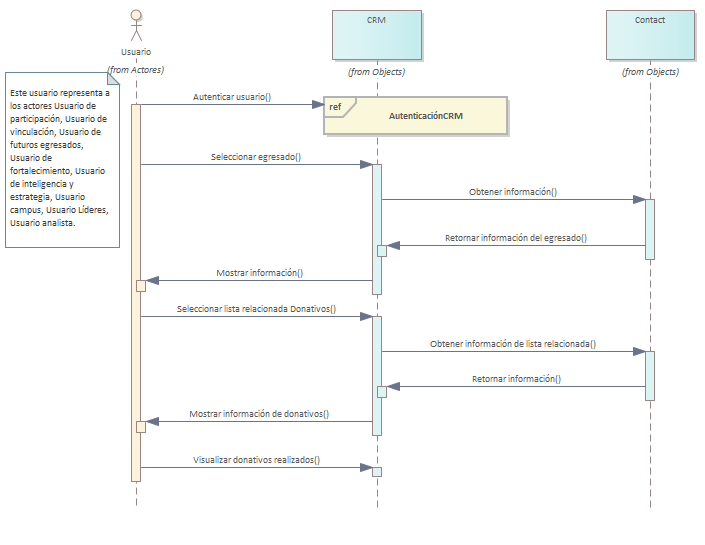 CRM
Contact
Usuario
(from Actores)
(from Objects)
(from Objects)
Este usuario representa a
los actores Usuario de
participación, Usuario de
vinculación, Usuario de
futuros egresados,
Usuario de
fortalecimiento, Usuario
de inteligencia y
estrategia, Usuario
campus, Usuario Líderes,
Usuario analista.
Autenticar usuario()
ref
AutenticaciónCRM
Seleccionar egresado()
Obtener información()
Retornar información del egresado()
Mostrar información()
Seleccionar lista relacionada Donativos()
Obtener información de lista relacionada()
Retornar información()
Mostrar información de donativos()
Visualizar donativos realizados()